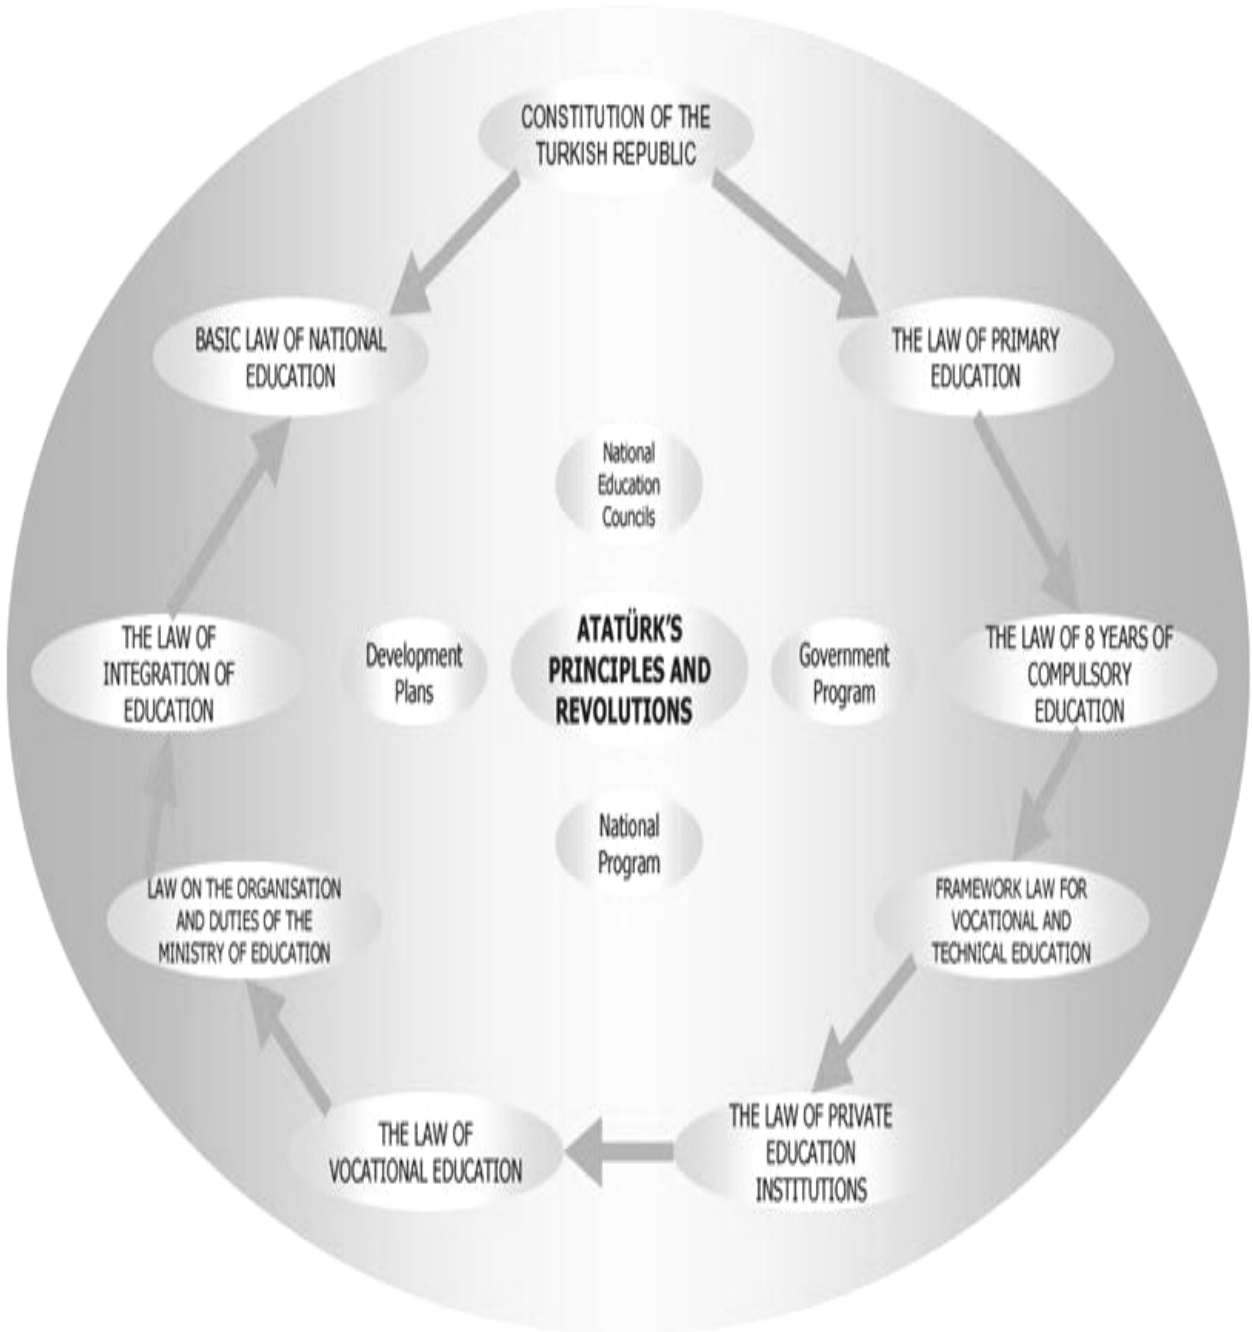 CONSTITUTION OF THE
TURKISH REPUBLIC
BASIC LAW OF NATIONAL
EDUCATION
THE LAW OF PRIMARY
EDUCATION
National
Education
Councils
THE LAW OF
INTEGRATION OF
EDUCATION
Development
Plans
ATATÜRK'S
PRINCIPLES AND
REVOLUTIONS
Government
Program
THE LAW OF 8 YEARS OF
COMPULSORY
EDUCATION
National
Program
LAW ON THE ORGANISATION
AND DUTIES OF THE
MINISTRY OF EDUCATION
FRAMEWORK LAW FOR
VOCATIONAL AND
TECHNICAL EDUCATION
THE LAW OF
VOCATIONAL EDUCATION
THE LAW OF PRIVATE
EDUCATION
INSTITUTIONS